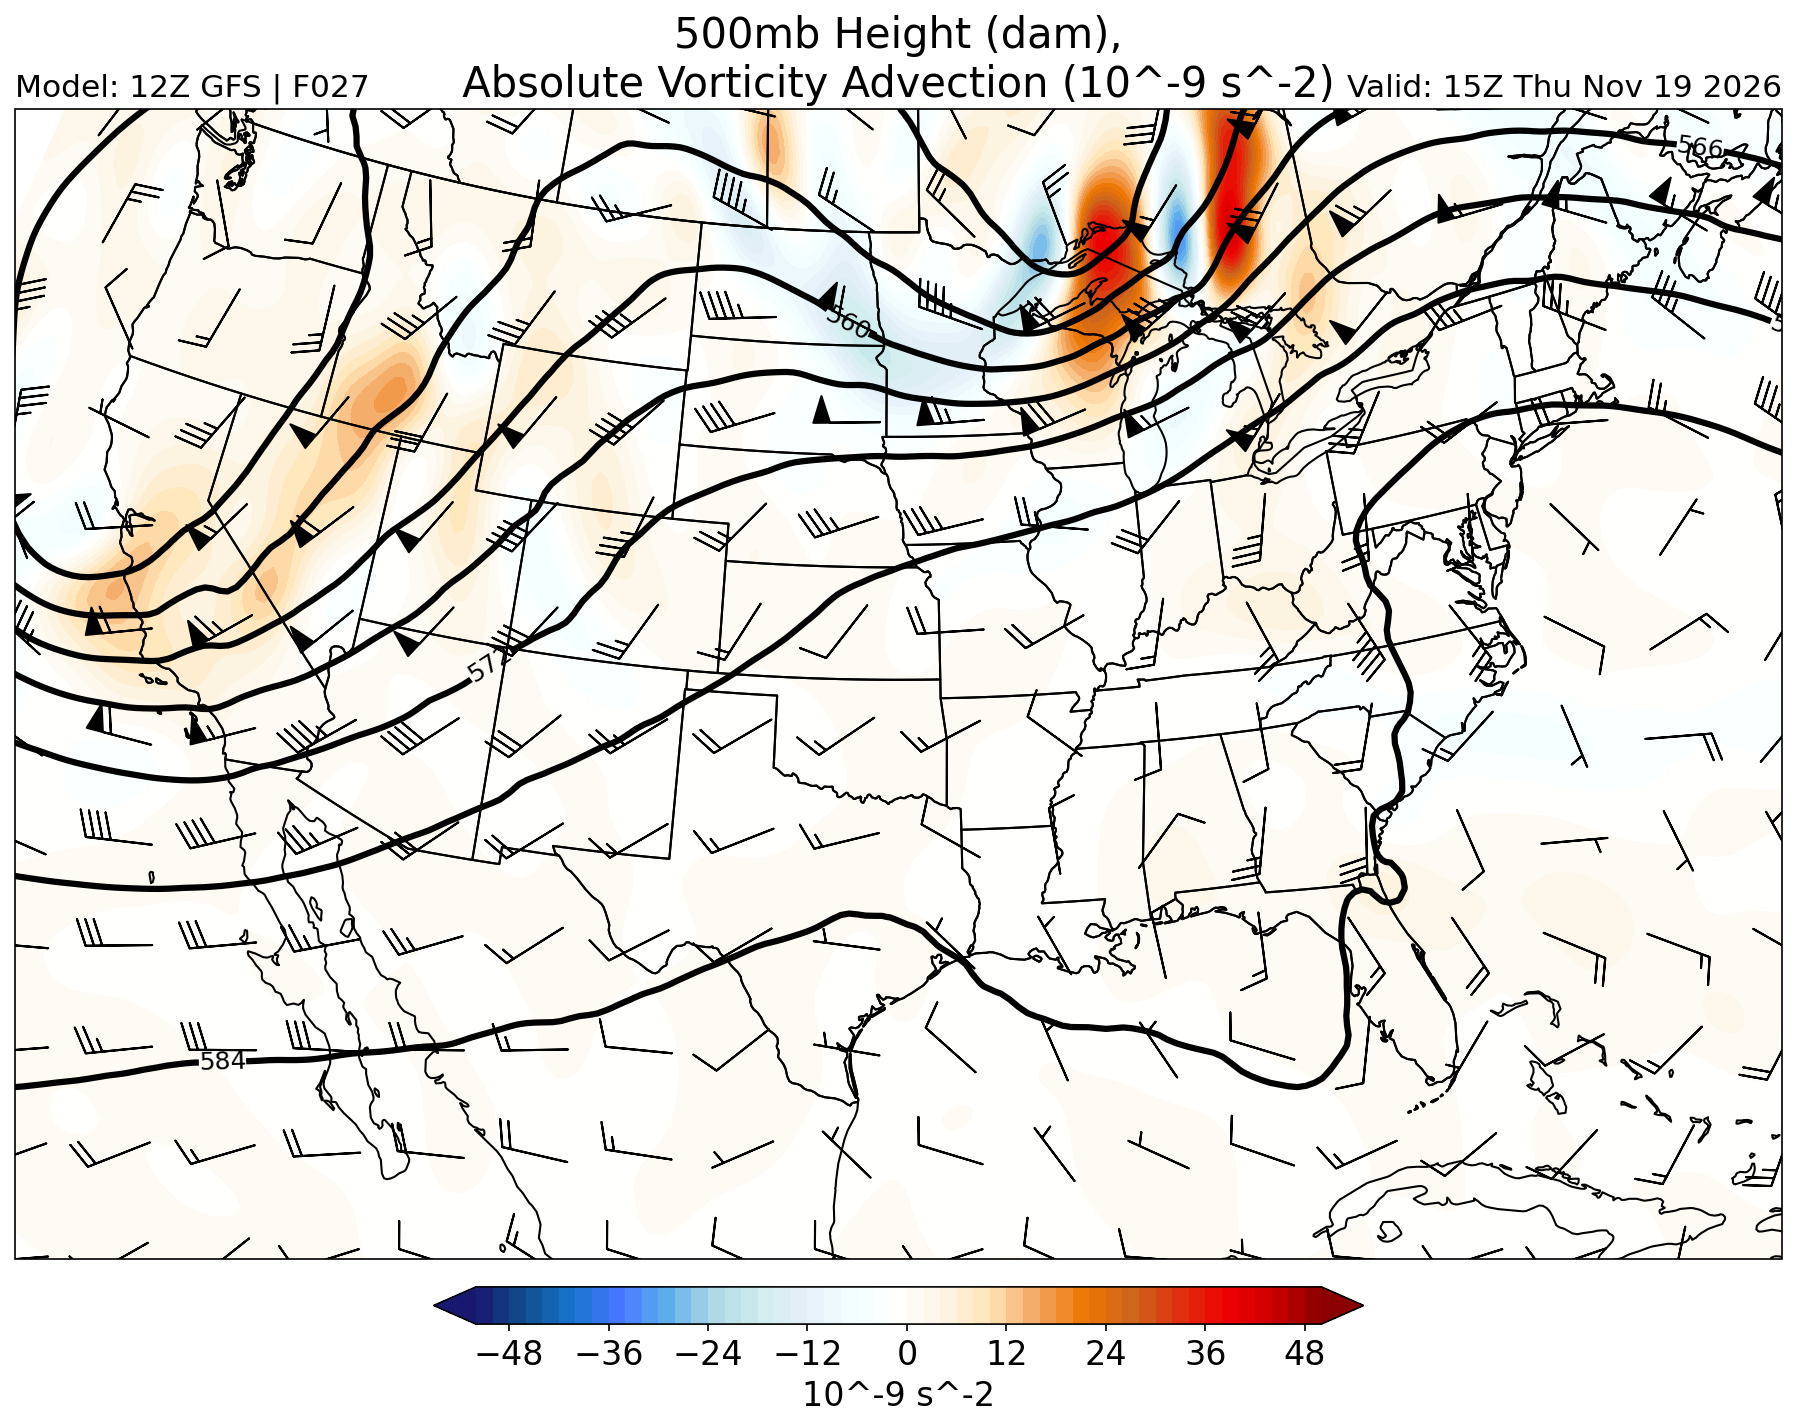 500mb Height (dam),
Model: 12Z GFS | F027
Absolute Vorticity Advection (10^-9 s^-2)
Valid: 15Z Thu Nov 19 2026
566
560
572
584
−48 −36 −24 −12 0 12 24 36 48
10^-9 s^-2